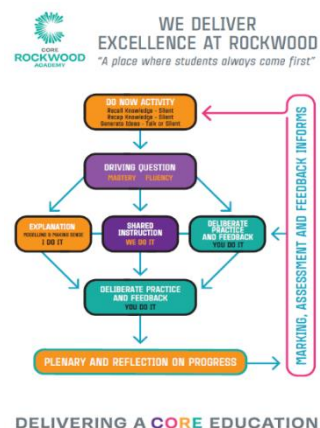 CORE
ROCKWOOD
ACADEMY
WE DELIVER
EXCELLENCE AT ROCKWOOD
"A place where students always come first"
DO NOW ACTIVITY
Recall Knowledge - Silent
Recap Knowledge - Silent
Generate Ideas - Talk or Silent
DRIVING QUESTION
MASTERY FLUENCY
EXPLANATION
MODELLING & MAKING SENSE
I DO IT
SHARED
INSTRUCTION
WE DO IT
DELIBERATE
PRACTICE
AND FEEDBACK
YOU DO IT
DELIBERATE PRACTICE
AND FEEDBACK
YOU DO IT
PLENARY AND REFLECTION ON PROGRESS
MARKING, ASSESSMENT AND FEEDBACK INFORMS
DELIVERING A CORE EDUCATION